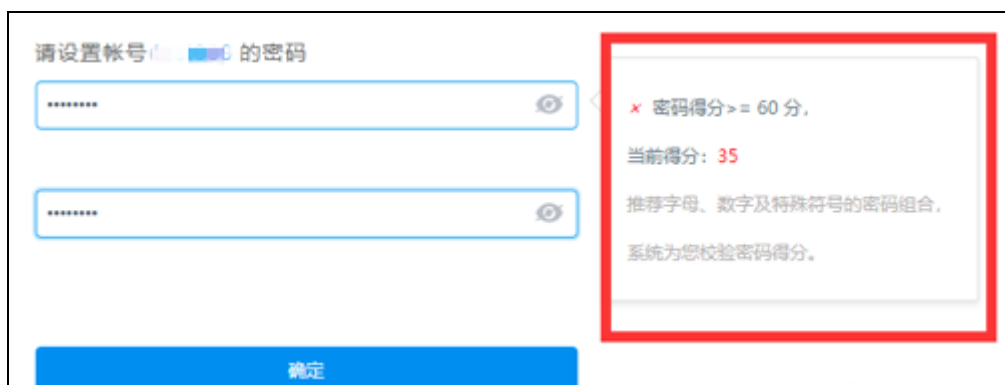 请设置帐号 的密码
••••••••
× 密码得分>= 60 分，
当前得分：35
••••••••
推荐字母、数字及特殊符号的密码组合，
系统为您校验密码得分。
确定